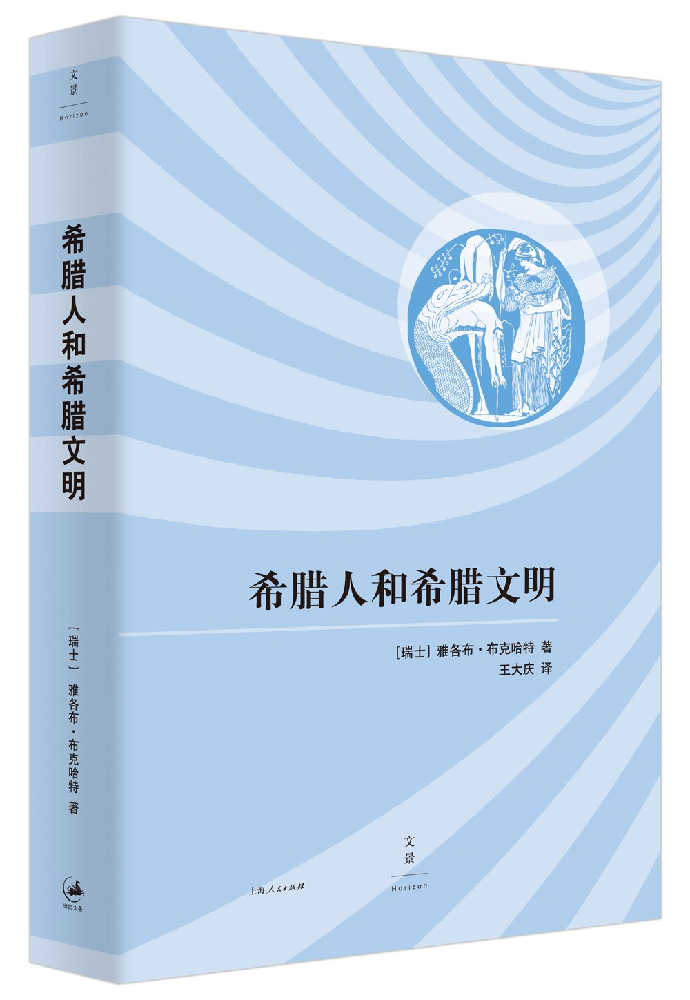 文景
Horizon
希腊人和希腊文明
[瑞士] 雅各布·布克哈特 著
世纪文景
希腊人和希腊文明
[瑞士] 雅各布·布克哈特 著
王大庆 译
上海人民出版社
文
景
Horizon